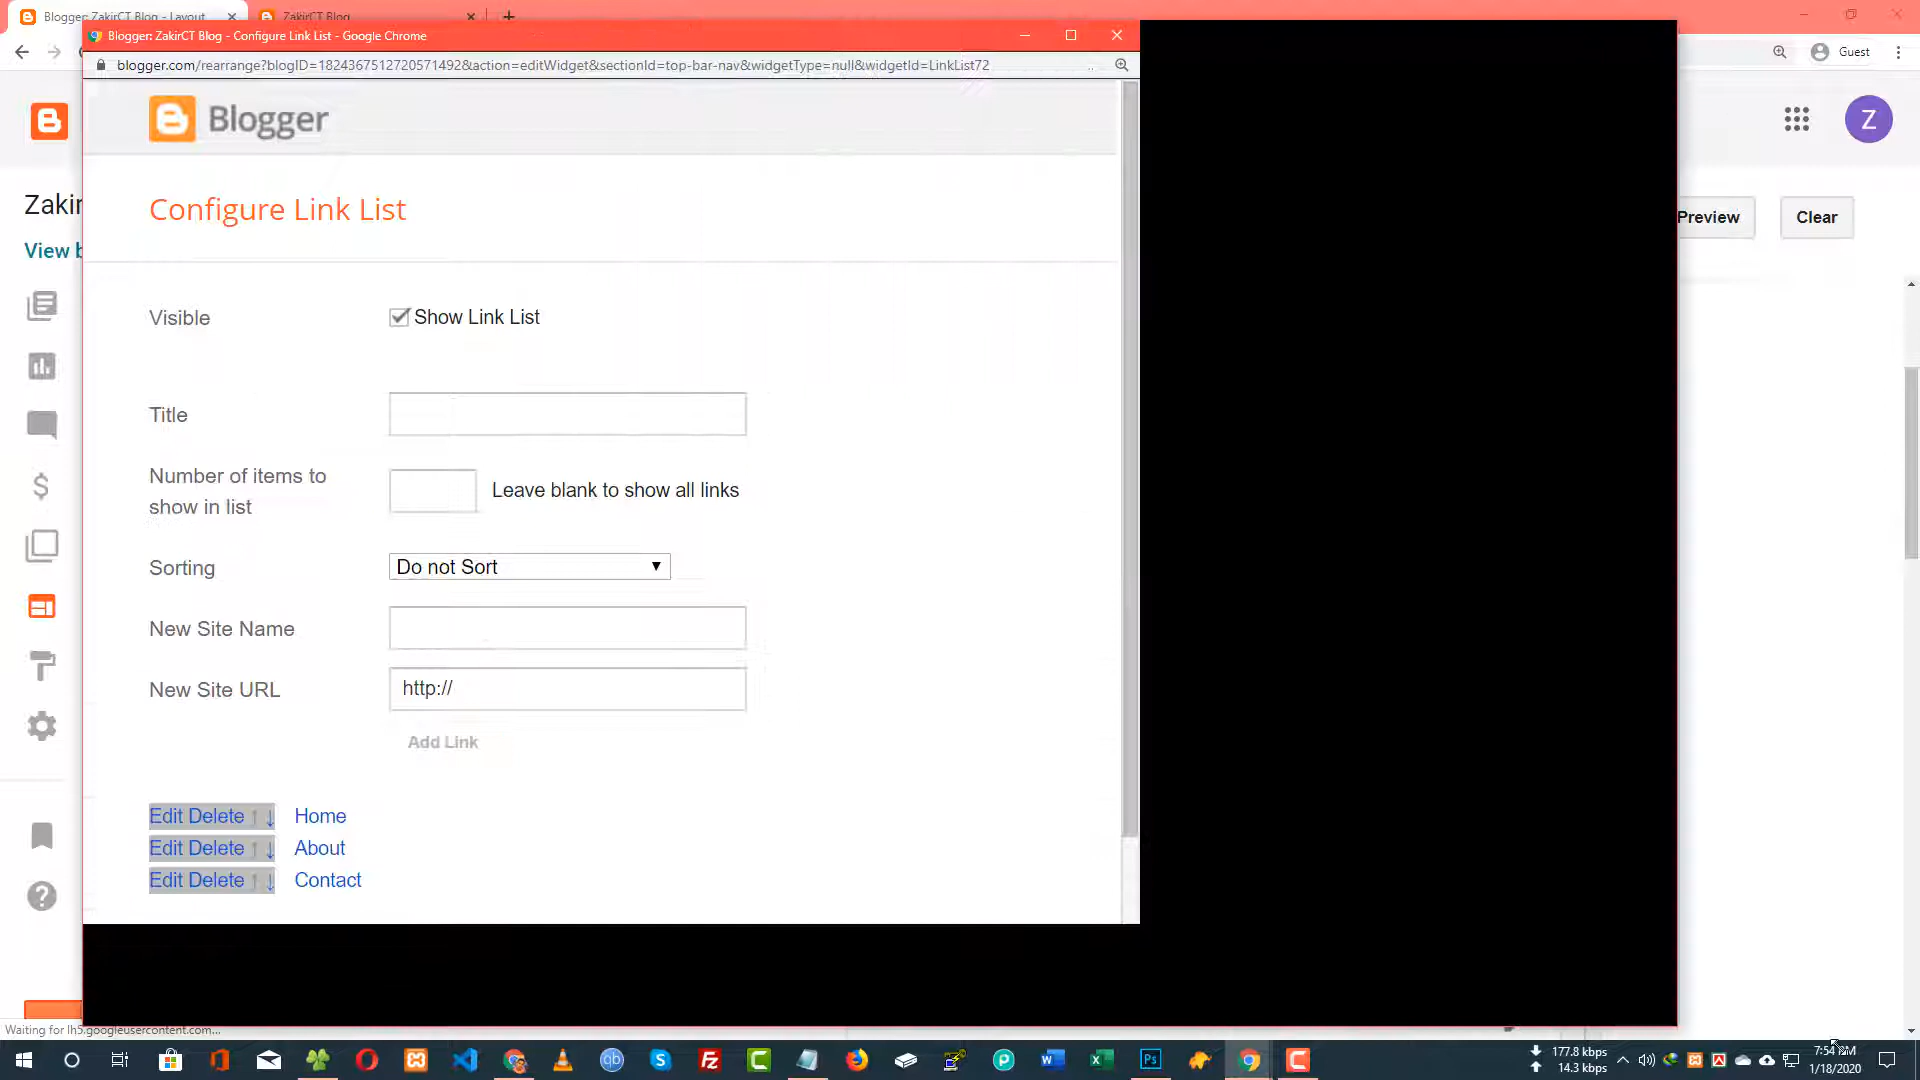 Blogger: ZakirCT Blog - Layout
ZakirCT Blog
Blogger: ZakirCT Blog - Configure Link List - Google Chrome
blogger.com/rearrange?blogID=1824367512720571492&action=editWidget&sectionId=top-bar-nav&widgetType=null&widgetId=LinkList72
Guest
Blogger
Z
Zakir
View b
Preview
Clear
Configure Link List
Visible
Show Link List
Title
Number of items to
show in list
Leave blank to show all links
Sorting
Do not Sort
New Site Name
New Site URL
http://
Add Link
Edit Delete ↑ ↓ Home
Edit Delete ↑ ↓ About
Edit Delete ↑ ↓ Contact
Waiting for lh5.googleusercontent.com...
177.8 kbps
14.3 kbps
1/18/2020